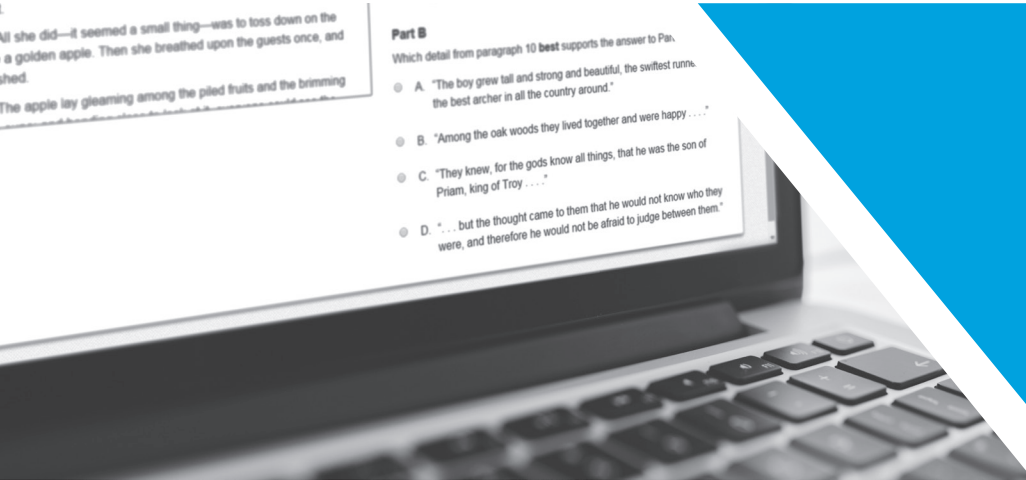 All she did—it seemed a small thing—was to toss down on the
a golden apple. Then she breathed upon the guests once, and
shed.
The apple lay gleaming among the piled fruits and the brimming
Part B
Which detail from paragraph 10 best supports the answer to Par
A. "The boy grew tall and strong and beautiful, the swiftest runne
the best archer in all the country around."
B. "Among the oak woods they lived together and were happy . . . ."
C. "They knew, for the gods know all things, that he was the son of
Priam, king of Troy . . . ."
D. ". . . but the thought came to them that he would not know who they
were, and therefore he would not be afraid to judge between them."